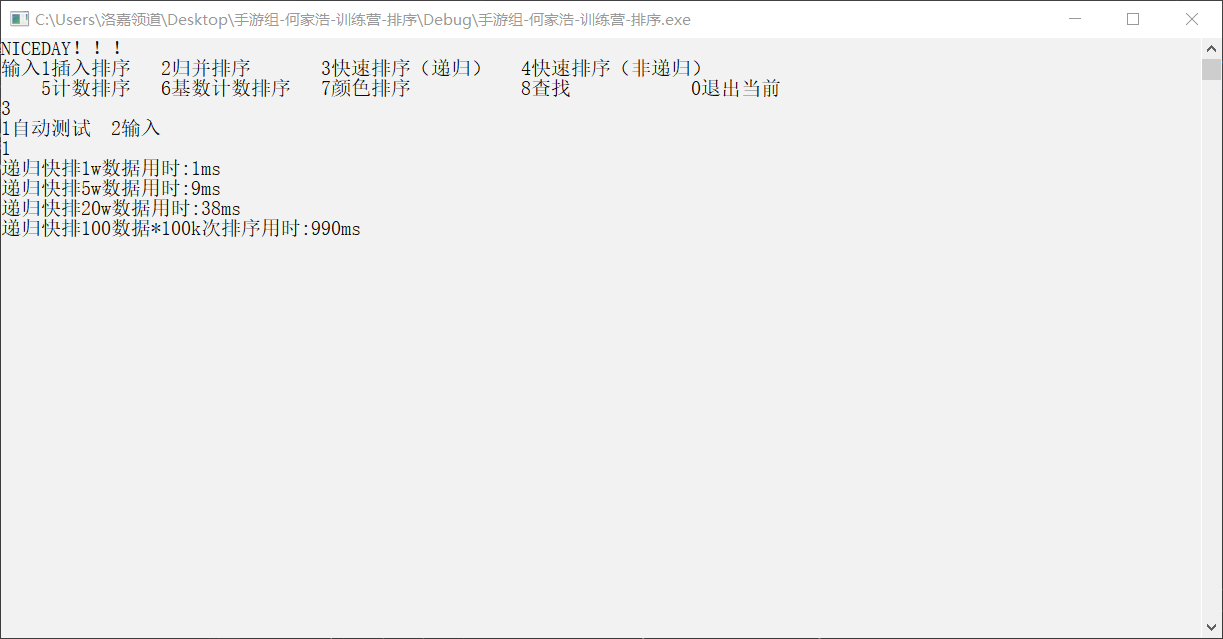 C:\Users\洛嘉领道\Desktop\手游组-何家浩-训练营-排序\Debug\手游组-何家浩-训练营-排序.exe
NICEDAY！！！
输入1插入排序   2归并排序       3快速排序（递归）   4快速排序（非递归）
    5计数排序   6基数计数排序   7颜色排序           8查找            0退出当前
3
1自动测试  2输入
1
递归快排1w数据用时:1ms
递归快排5w数据用时:9ms
递归快排20w数据用时:38ms
递归快排100数据*100k次排序用时:990ms